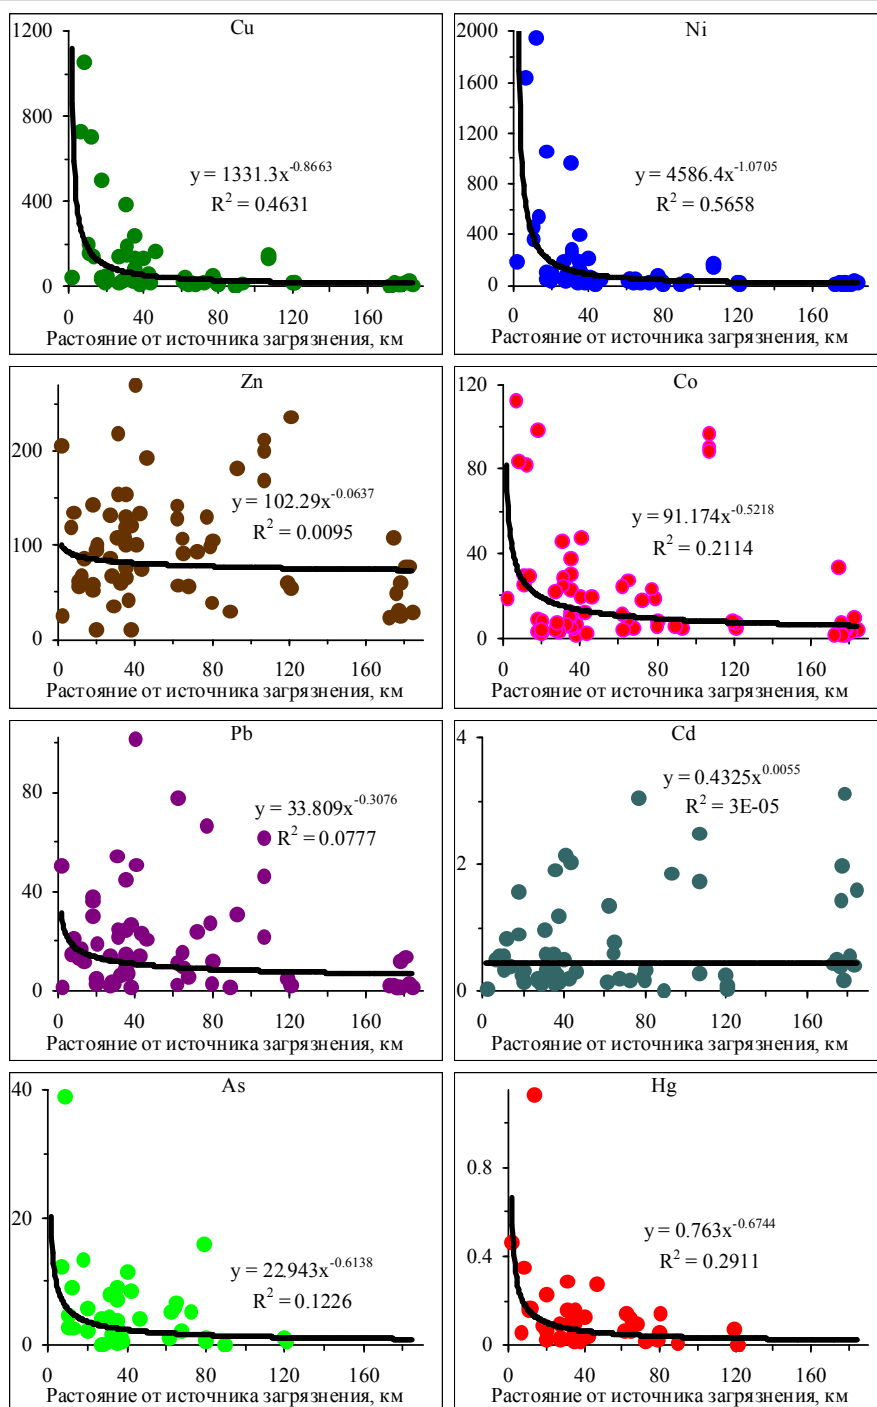 Cu
1200
800
400
0
y = 1331.3x^-0.8663
R² = 0.4631
0 40 80 120 160
Растояние от источника загрязнения, км
Ni
2000
1600
1200
800
400
0
y = 4586.4x^-1.0705
R² = 0.5658
0 40 80 120 160
Растояние от источника загрязнения, км
Zn
200
100
0
y = 102.29x^-0.0637
R² = 0.0095
0 40 80 120 160
Растояние от источника загрязнения, км
Co
120
80
40
0
y = 91.174x^-0.5218
R² = 0.2114
0 40 80 120 160
Растояние от источника загрязнения, км
Pb
80
40
0
y = 33.809x^-0.3076
R² = 0.0777
0 40 80 120 160
Растояние от источника загрязнения, км
Cd
4
2
0
y = 0.4325x^0.0055
R² = 3E-05
0 40 80 120 160
Растояние от источника загрязнения, км
As
40
20
0
y = 22.943x^-0.6138
R² = 0.1226
0 40 80 120 160
Растояние от источника загрязнения, км
Hg
0.8
0.4
0
y = 0.763x^-0.6744
R² = 0.2911
0 40 80 120 160
Растояние от источника загрязнения, км